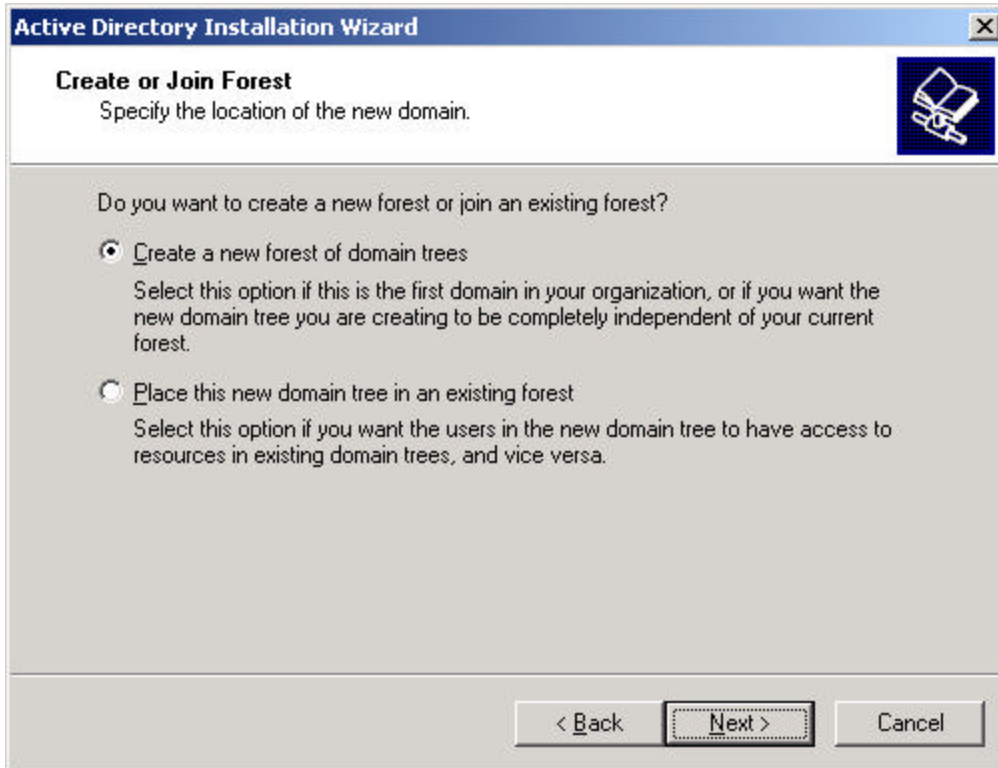 Active Directory Installation Wizard
Create or Join Forest
Specify the location of the new domain.
Do you want to create a new forest or join an existing forest?
Create a new forest of domain trees
Select this option if this is the first domain in your organization, or if you want the
new domain tree you are creating to be completely independent of your current
forest.
Place this new domain tree in an existing forest
Select this option if you want the users in the new domain tree to have access to
resources in existing domain trees, and vice versa.
< Back
Next >
Cancel